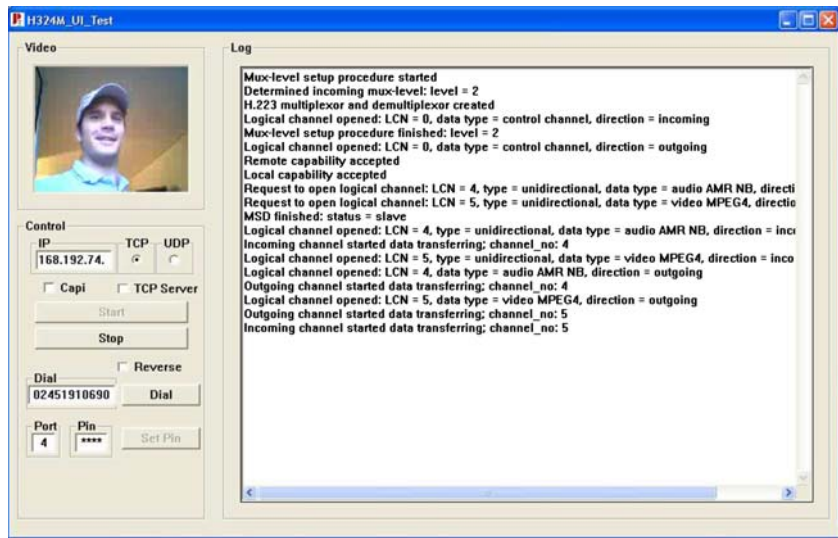 H324M_UI_Test
Video
Control
IP
TCP
UDP
168.192.74.
Capi
TCP Server
Start
Stop
Reverse
Dial
02451910690
Dial
Port
Pin
4
****
Set Pin
Log
Mux-level setup procedure started
Determined incoming mux-level: level = 2
H.223 multiplexor and demultiplexor created
Logical channel opened: LCN = 0, data type = control channel, direction = incoming
Mux-level setup procedure finished: level = 2
Logical channel opened: LCN = 0, data type = control channel, direction = outgoing
Remote capability accepted
Local capability accepted
Request to open logical channel: LCN = 4, type = unidirectional, data type = audio AMR NB, directi
Request to open logical channel: LCN = 5, type = unidirectional, data type = video MPEG4, directio
MSD finished: status = slave
Logical channel opened: LCN = 4, type = unidirectional, data type = audio AMR NB, direction = inco
Incoming channel started data transferring; channel_no: 4
Logical channel opened: LCN = 5, type = unidirectional, data type = video MPEG4, direction = inco
Logical channel opened: LCN = 4, data type = audio AMR NB, direction = outgoing
Outgoing channel started data transferring; channel_no: 4
Logical channel opened: LCN = 5, data type = video MPEG4, direction = outgoing
Outgoing channel started data transferring; channel_no: 5
Incoming channel started data transferring; channel_no: 5